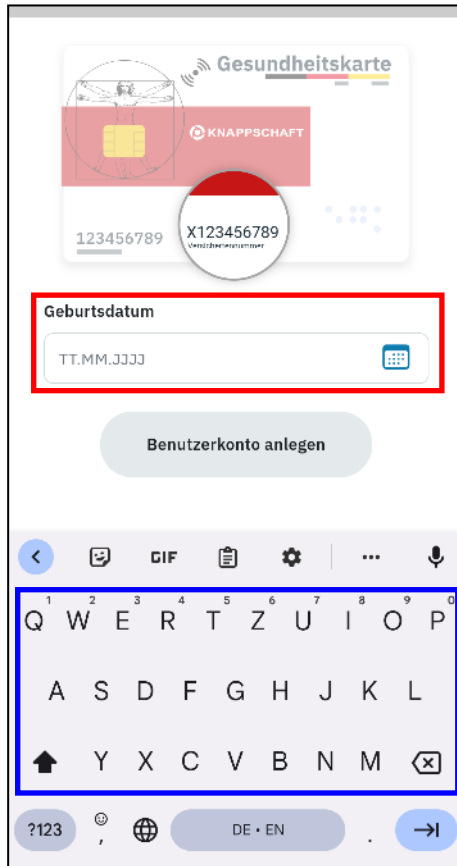 Gesundheitskarte
KNAPPSCHAFT
X123456789
Versichertennummer
123456789
Geburtsdatum
TT.MM.JJJJ
Benutzerkonto anlegen
GIF
1 2 3 4 5 6 7 8 9 0
Q W E R T Z U I O P
A S D F G H J K L
Y X C V B N M
?123 , DE • EN .